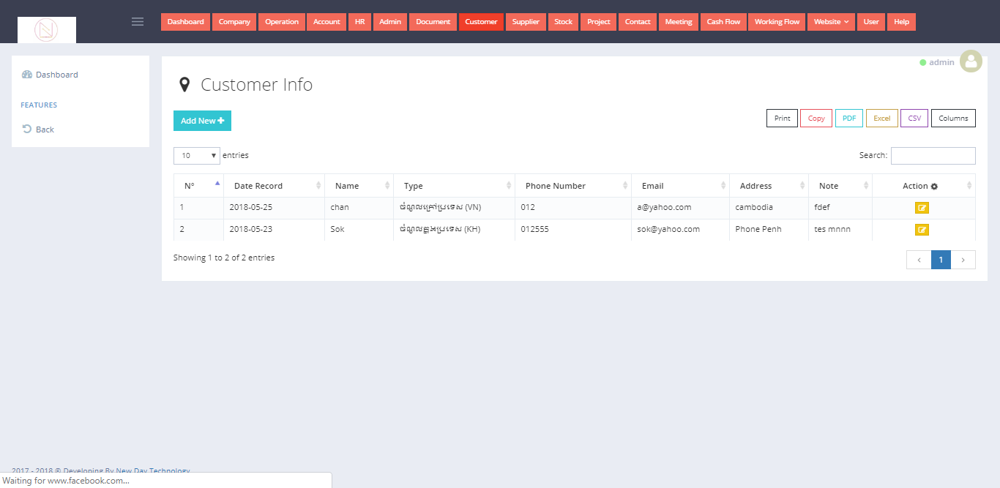 Dashboard Company Operation Account HR Admin Document Customer Supplier Stock Project Contact Meeting Cash Flow Working Flow Website User Help
admin
Dashboard
FEATURES
Back
Customer Info
Add New
Print Copy PDF Excel CSV Columns
10 entries Search:
N° Date Record Name Type Phone Number Email Address Note Action
1 2018-05-25 chan ចំណូលក្រៅប្រទេស (VN) 012 a@yahoo.com cambodia fdef
2 2018-05-23 Sok ចំណូលក្នុងប្រទេស (KH) 012555 sok@yahoo.com Phone Penh tes mnnn
Showing 1 to 2 of 2 entries
‹ 1 ›
2017 - 2018 © Developing By New Day Technology
Waiting for www.facebook.com...